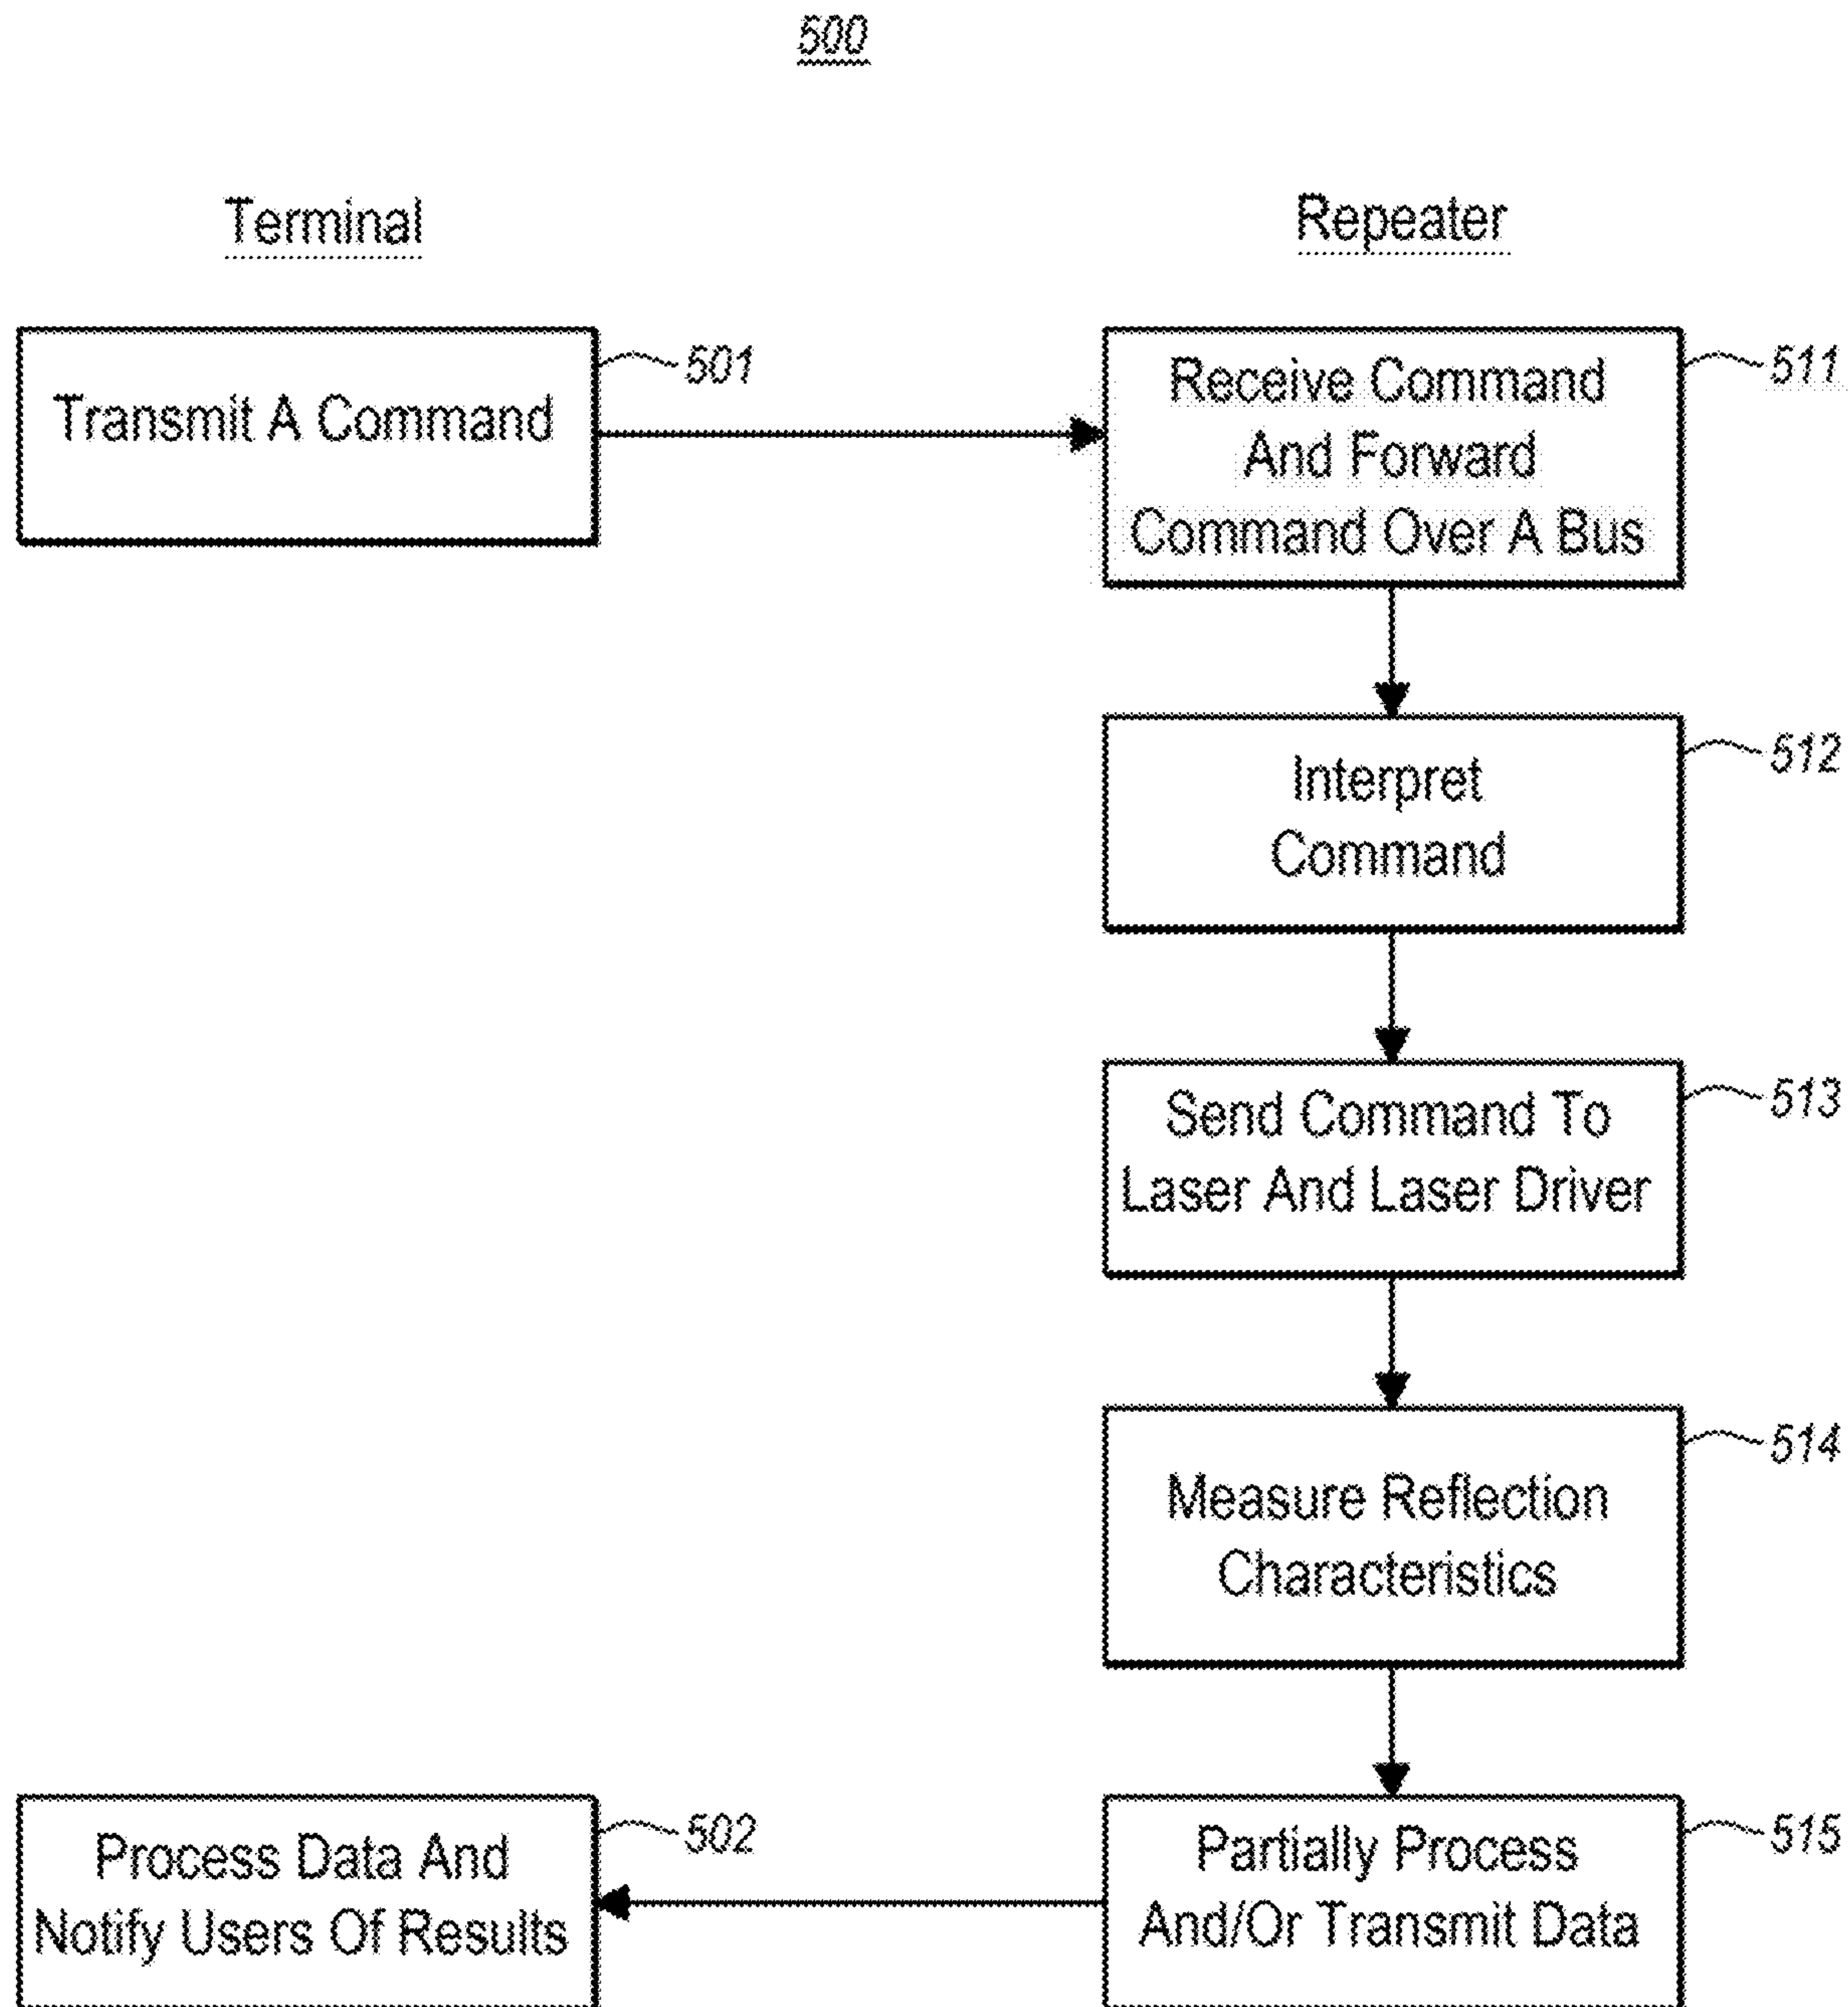 500
Terminal
Repeater
Transmit A Command
501
Receive Command
And Forward
Command Over A Bus
511
Interpret
Command
512
Send Command To
Laser And Laser Driver
513
Measure Reflection
Characteristics
514
Process Data And
Notify Users Of Results
502
Partially Process
And/Or Transmit Data
515